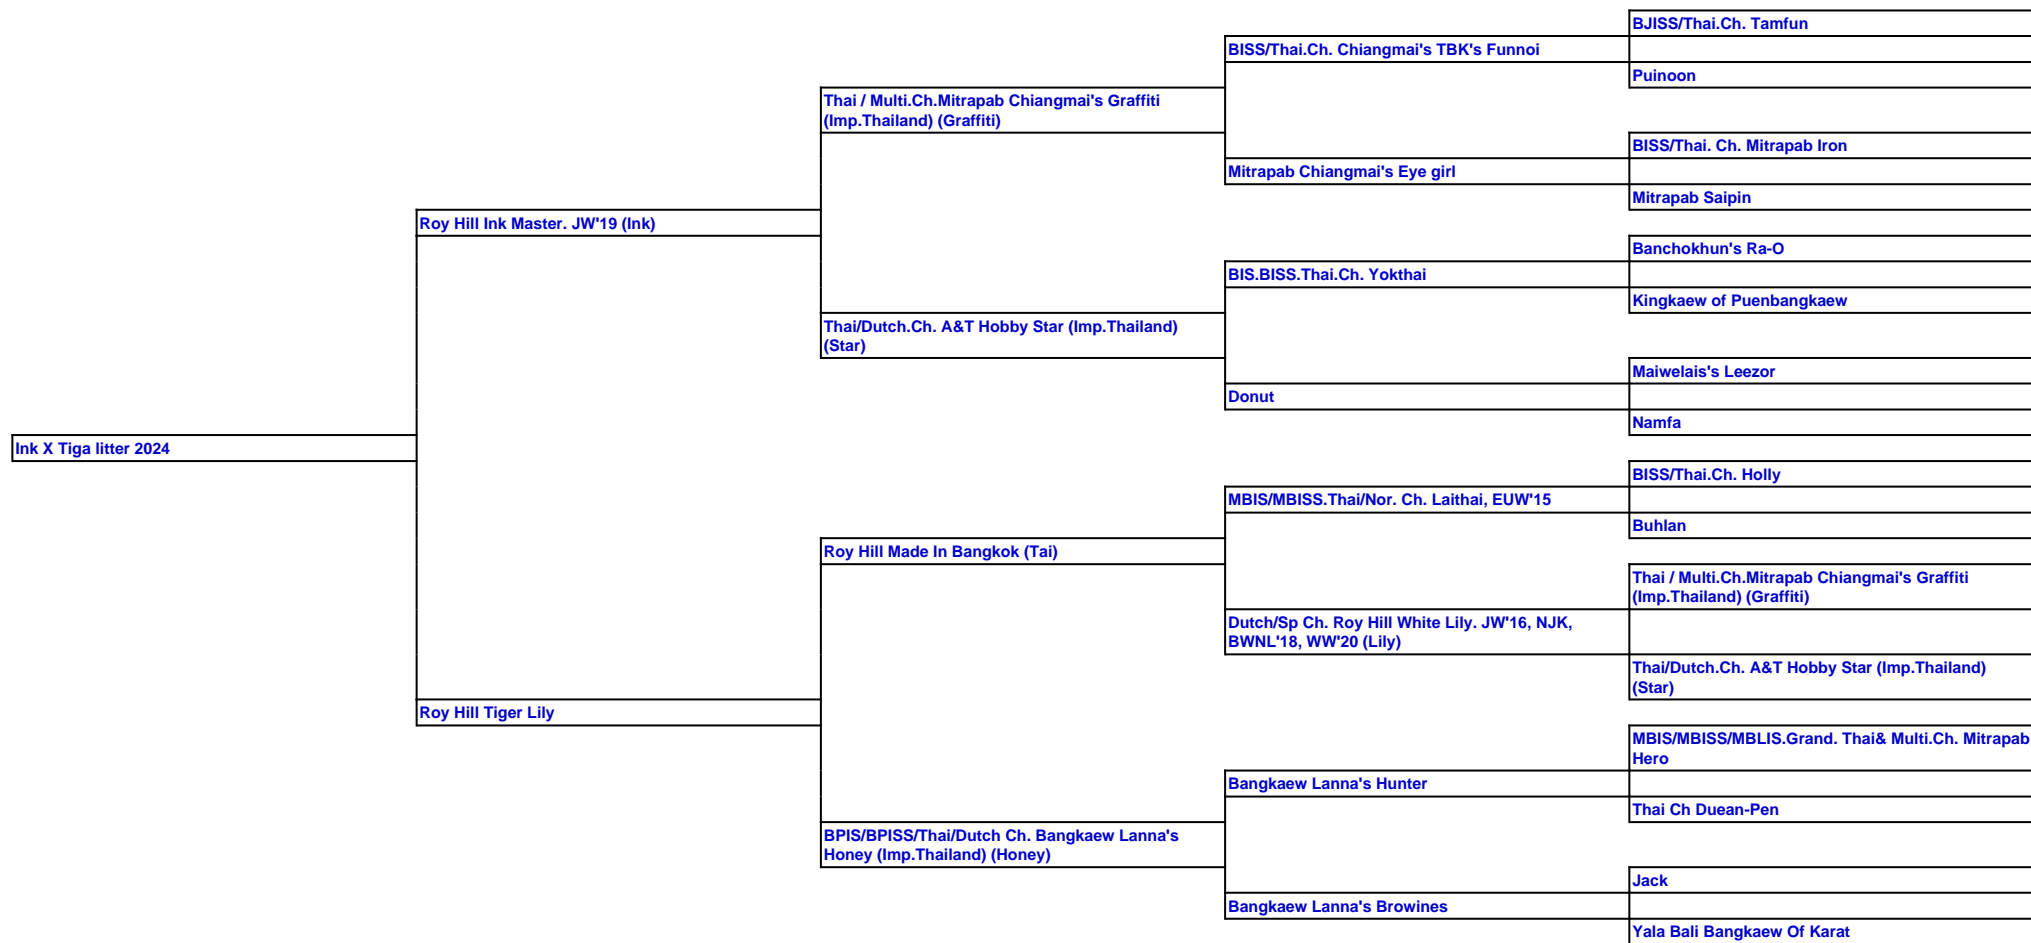 BJISS/Thai.Ch. Tamfun
BISS/Thai.Ch. Chiangmai's TBK's Funnoi
Puinoon
Thai / Multi.Ch.Mitrapab Chiangmai's Graffiti
(Imp.Thailand) (Graffiti)
BISS/Thai. Ch. Mitrapab Iron
Mitrapab Chiangmai's Eye girl
Mitrapab Saipin
Roy Hill Ink Master. JW'19 (Ink)
Banchokhun's Ra-O
BIS.BISS.Thai.Ch. Yokthai
Kingkaew of Puenbangkaew
Thai/Dutch.Ch. A&T Hobby Star (Imp.Thailand)
(Star)
Maiwelais's Leezor
Donut
Namfa
Ink X Tiga litter 2024
BISS/Thai.Ch. Holly
MBIS/MBISS.Thai/Nor. Ch. Laithai, EUW'15
Buhlan
Roy Hill Made In Bangkok (Tai)
Thai / Multi.Ch.Mitrapab Chiangmai's Graffiti
(Imp.Thailand) (Graffiti)
Dutch/Sp Ch. Roy Hill White Lily. JW'16, NJK,
BWNL'18, WW'20 (Lily)
Thai/Dutch.Ch. A&T Hobby Star (Imp.Thailand)
(Star)
Roy Hill Tiger Lily
MBIS/MBISS/MBLIS.Grand. Thai& Multi.Ch. Mitrapab
Hero
Bangkaew Lanna's Hunter
Thai Ch Duean-Pen
BPIS/BPISS/Thai/Dutch Ch. Bangkaew Lanna's
Honey (Imp.Thailand) (Honey)
Jack
Bangkaew Lanna's Browines
Yala Bali Bangkaew Of Karat